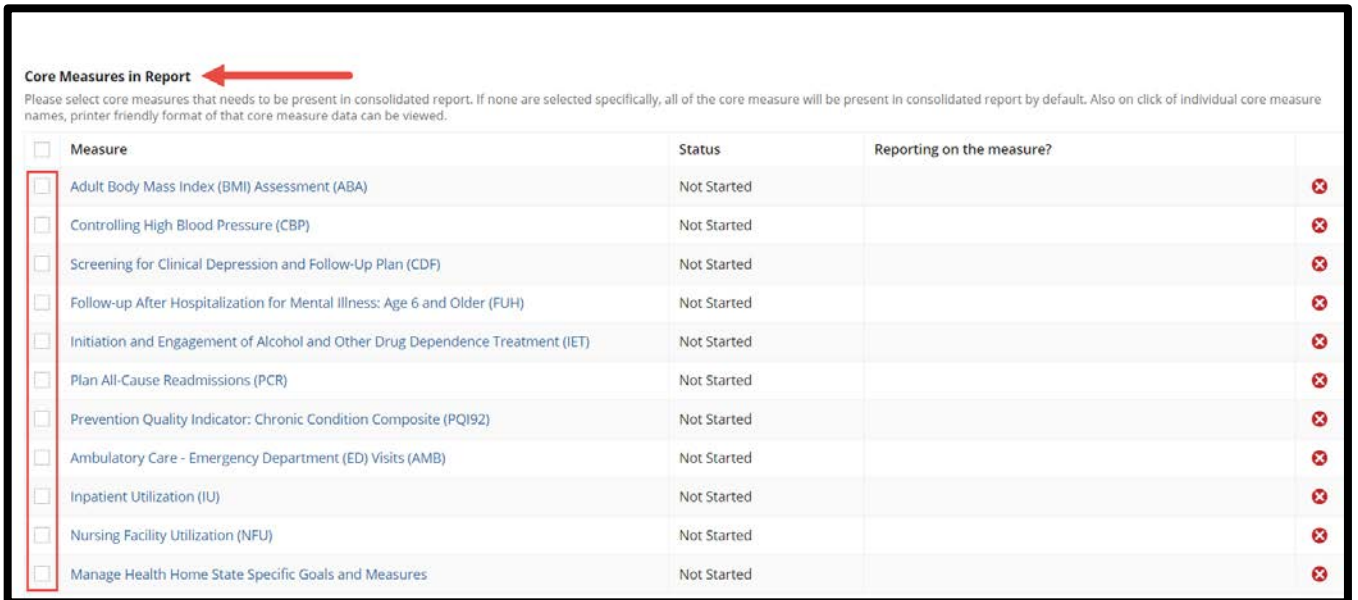 Core Measures in Report
Please select core measures that needs to be present in consolidated report. If none are selected specifically, all of the core measure will be present in consolidated report by default. Also on click of individual core measure
names, printer friendly format of that core measure data can be viewed.
Measure Status Reporting on the measure?
Adult Body Mass Index (BMI) Assessment (ABA) Not Started
Controlling High Blood Pressure (CBP) Not Started
Screening for Clinical Depression and Follow-Up Plan (CDF) Not Started
Follow-up After Hospitalization for Mental Illness: Age 6 and Older (FUH) Not Started
Initiation and Engagement of Alcohol and Other Drug Dependence Treatment (IET) Not Started
Plan All-Cause Readmissions (PCR) Not Started
Prevention Quality Indicator: Chronic Condition Composite (PQI92) Not Started
Ambulatory Care - Emergency Department (ED) Visits (AMB) Not Started
Inpatient Utilization (IU) Not Started
Nursing Facility Utilization (NFU) Not Started
Manage Health Home State Specific Goals and Measures Not Started